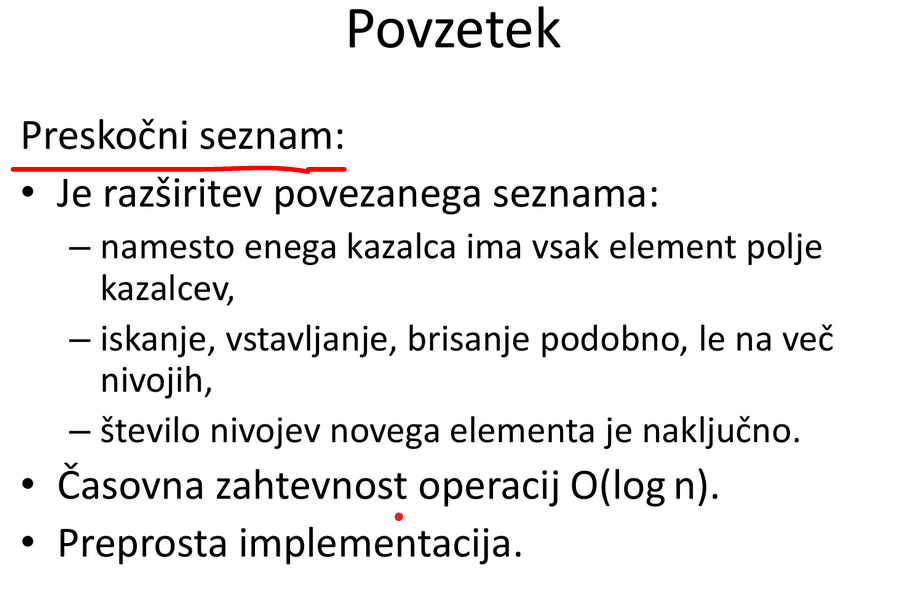 Povzetek
Preskočni seznam:
• Je razširitev povezanega seznama:
– namesto enega kazalca ima vsak element polje
kazalcev,
– iskanje, vstavljanje, brisanje podobno, le na več
nivojih,
– število nivojev novega elementa je naključno.
• Časovna zahtevnost operacij O(log n).
• Preprosta implementacija.